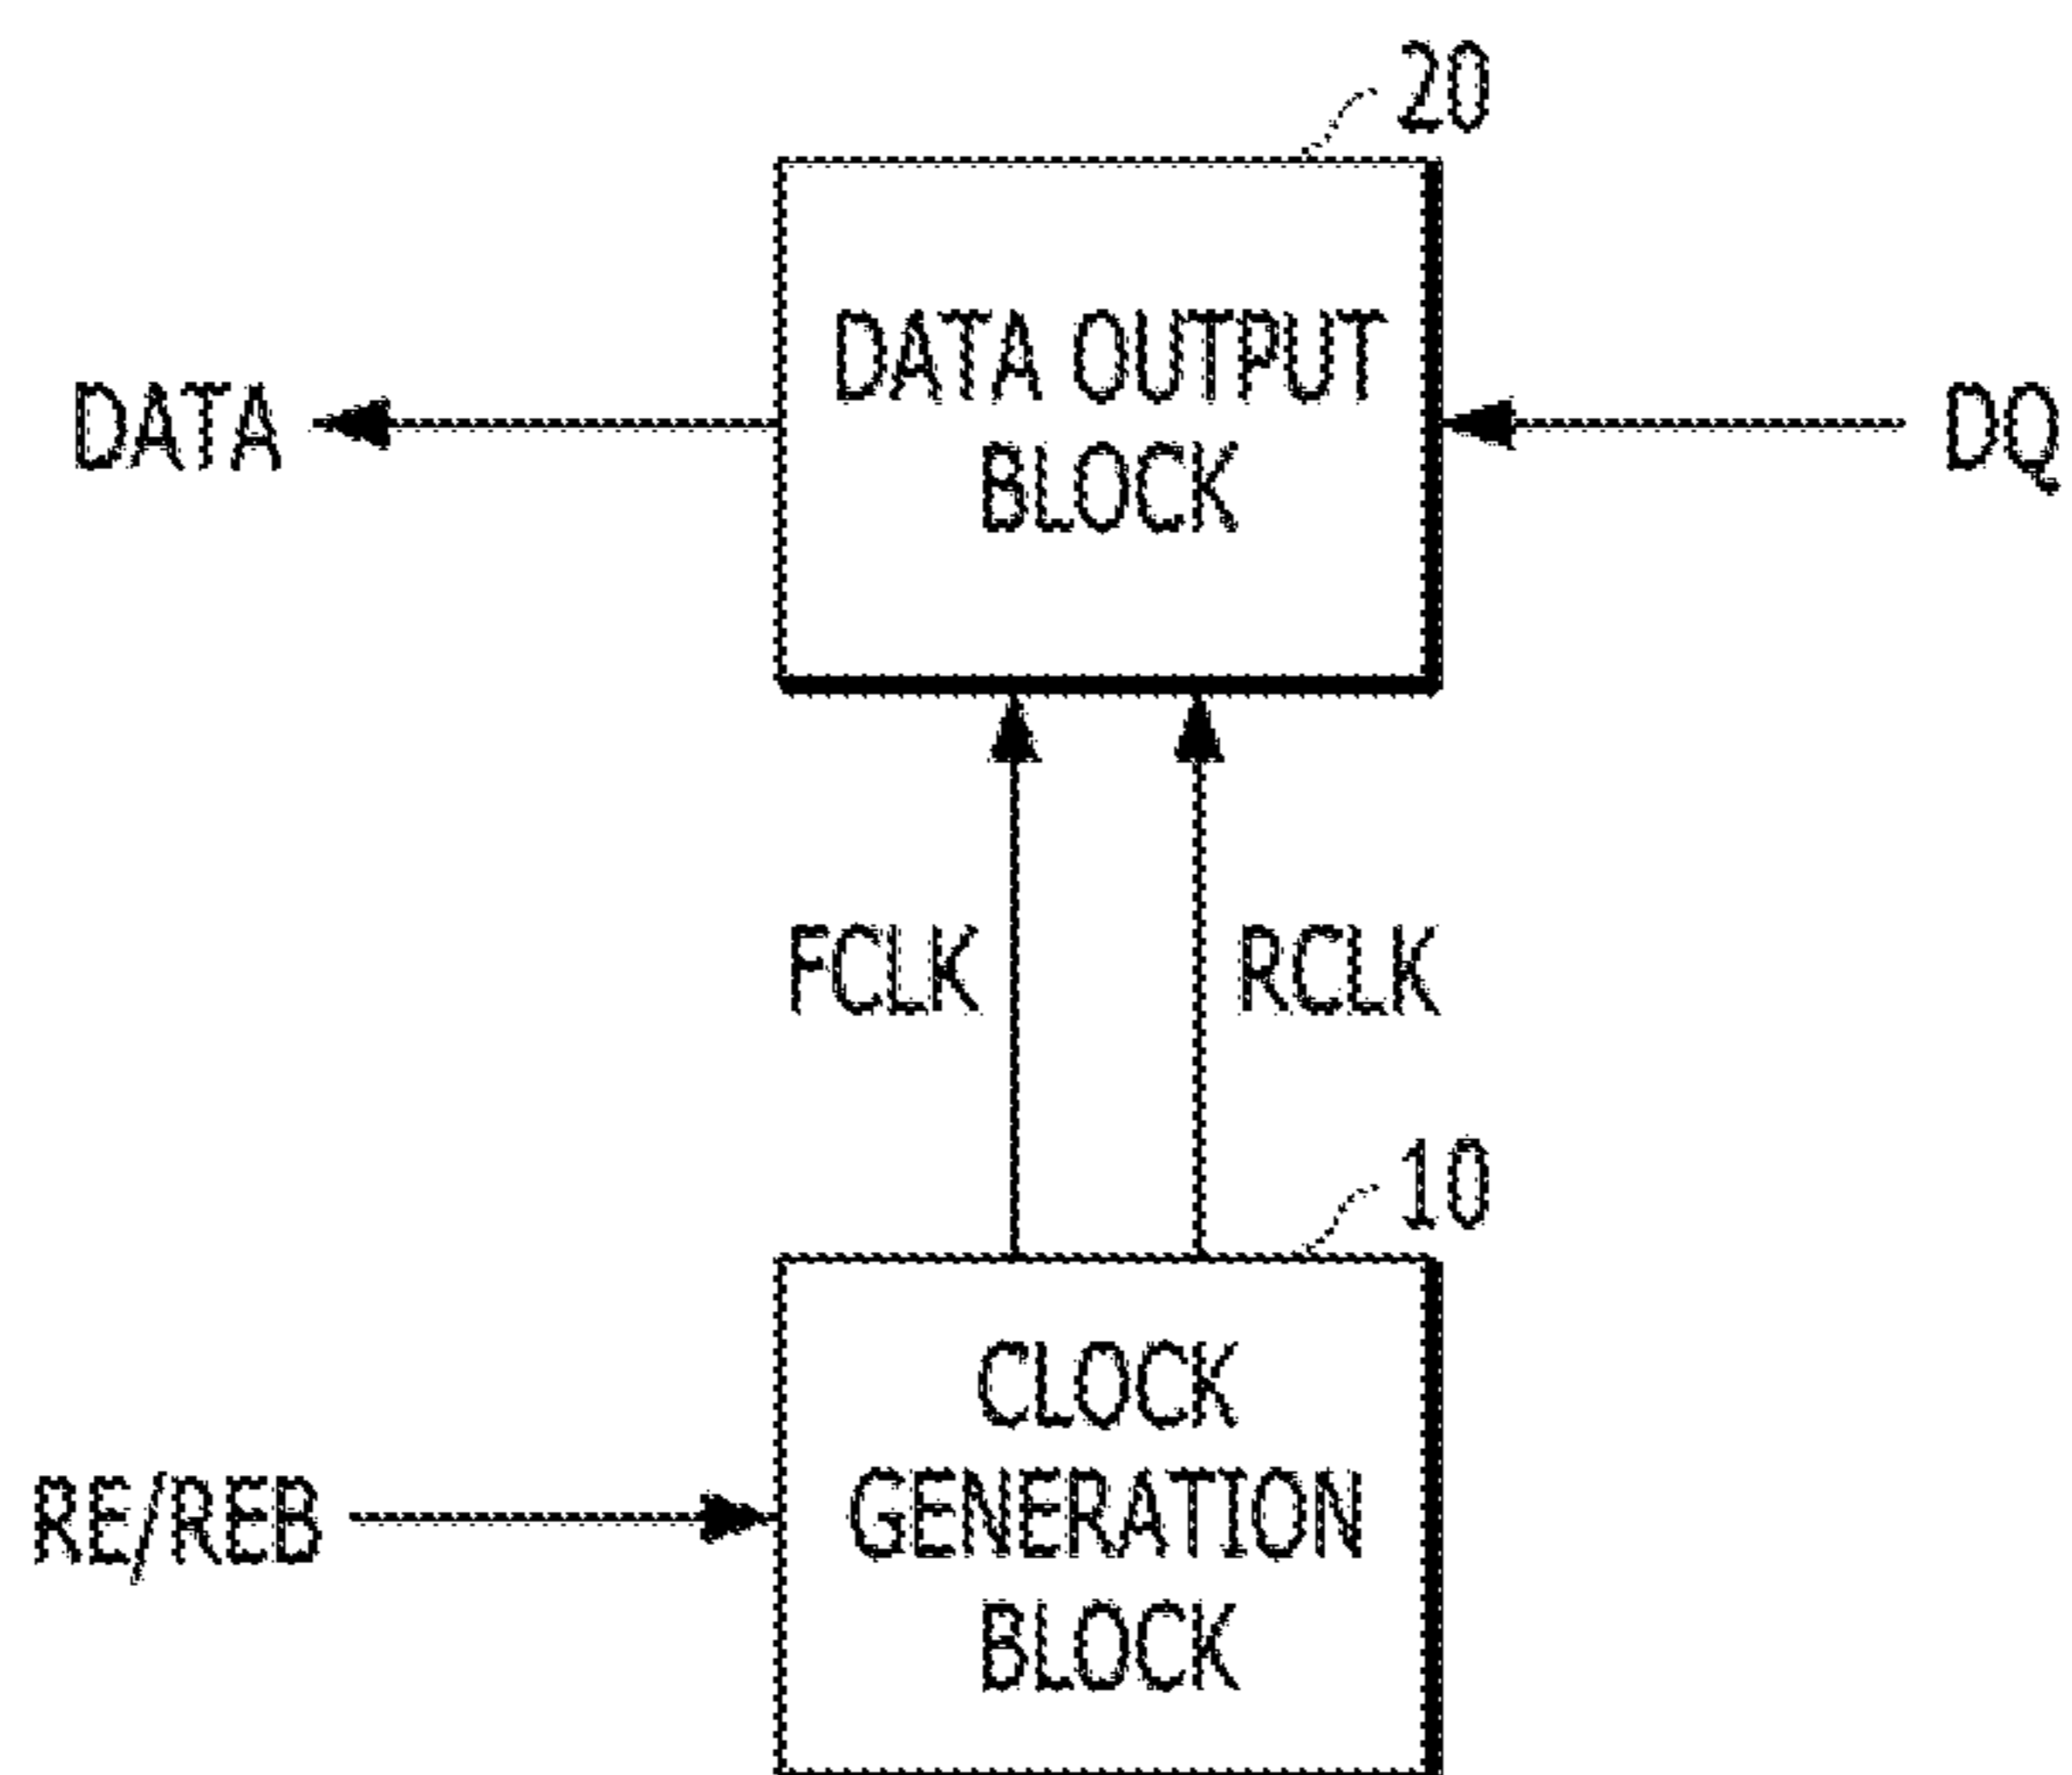 20
DATA OUTPUT
BLOCK
DATA
DQ
FCLK
RCLK
10
CLOCK
GENERATION
BLOCK
RE/REB